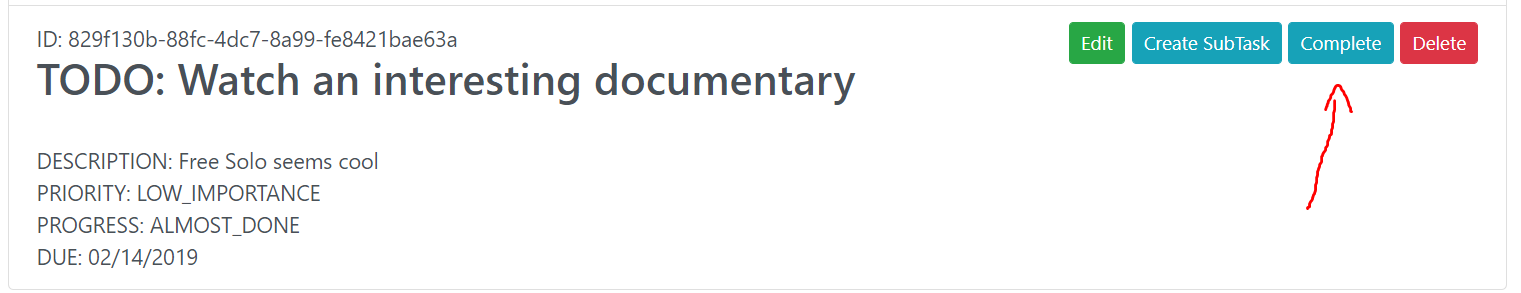 ID: 829f130b-88fc-4dc7-8a99-fe8421bae63a
Edit Create SubTask Complete Delete
TODO: Watch an interesting documentary
DESCRIPTION: Free Solo seems cool
PRIORITY: LOW_IMPORTANCE
PROGRESS: ALMOST_DONE
DUE: 02/14/2019